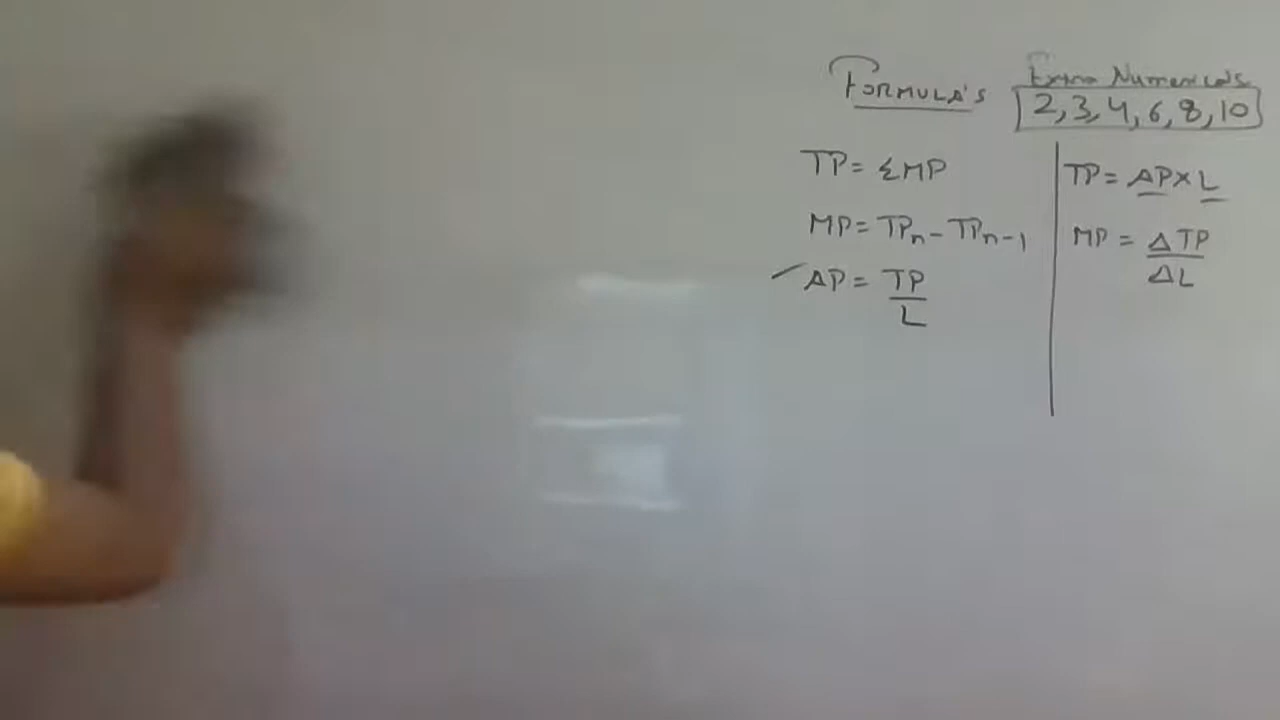 FORMULA'S
Extra Numericals
2, 3, 4, 6, 8, 10
TP = ΣMP
MP = TPn - TPn-1
AP = TP/L
TP = AP × L
MP = ΔTP/ΔL